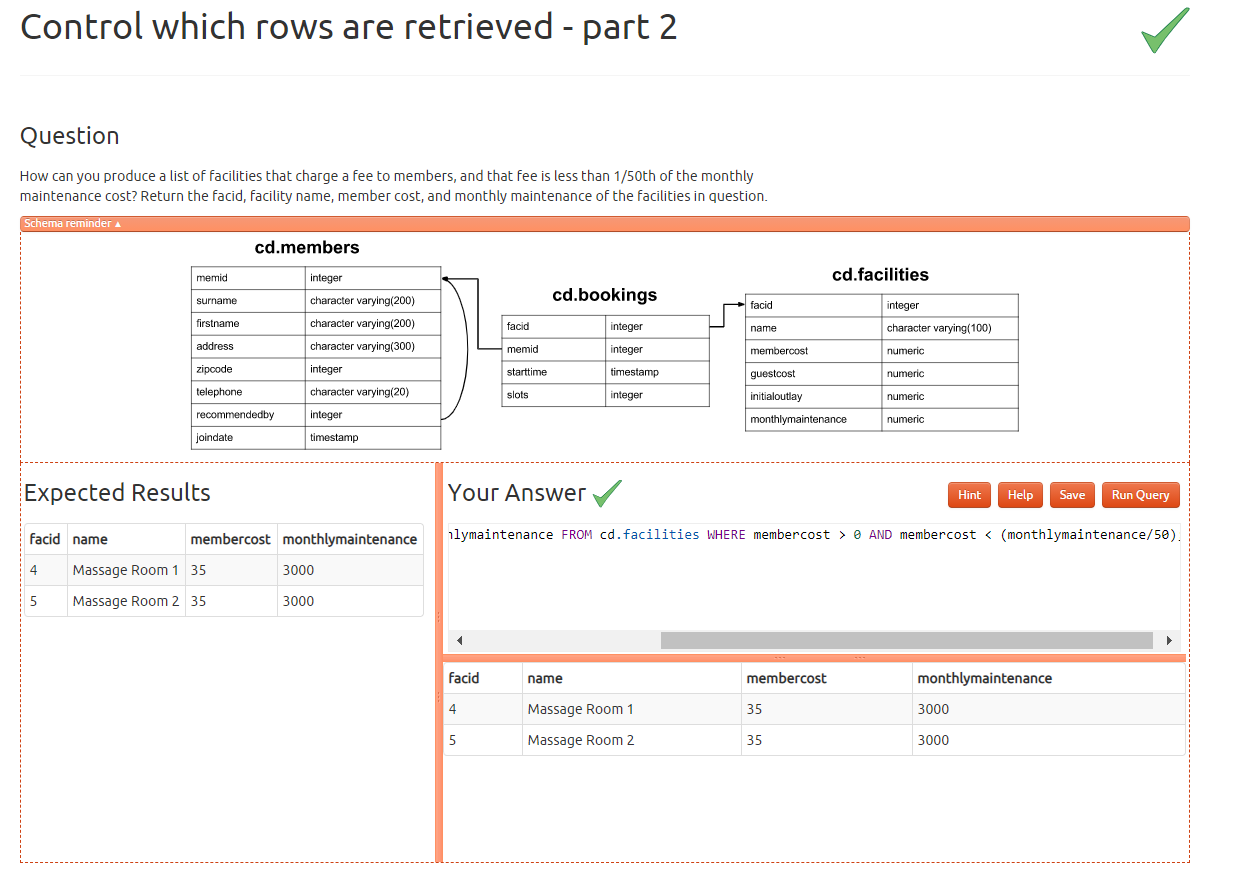 Control which rows are retrieved - part 2
Question
How can you produce a list of facilities that charge a fee to members, and that fee is less than 1/50th of the monthly
maintenance cost? Return the facid, facility name, member cost, and monthly maintenance of the facilities in question.
Schema reminder ▲
cd.members
memid integer
surname character varying(200)
firstname character varying(200)
address character varying(300)
zipcode integer
telephone character varying(20)
recommendedby integer
joindate timestamp
cd.bookings
facid integer
memid integer
starttime timestamp
slots integer
cd.facilities
facid integer
name character varying(100)
membercost numeric
guestcost numeric
initialoutlay numeric
monthlymaintenance numeric
Expected Results
facid name membercost monthlymaintenance
4 Massage Room 1 35 3000
5 Massage Room 2 35 3000
Your Answer
Hint Help Save Run Query
hlymaintenance FROM cd.facilities WHERE membercost > 0 AND membercost < (monthlymaintenance/50)
facid name membercost monthlymaintenance
4 Massage Room 1 35 3000
5 Massage Room 2 35 3000